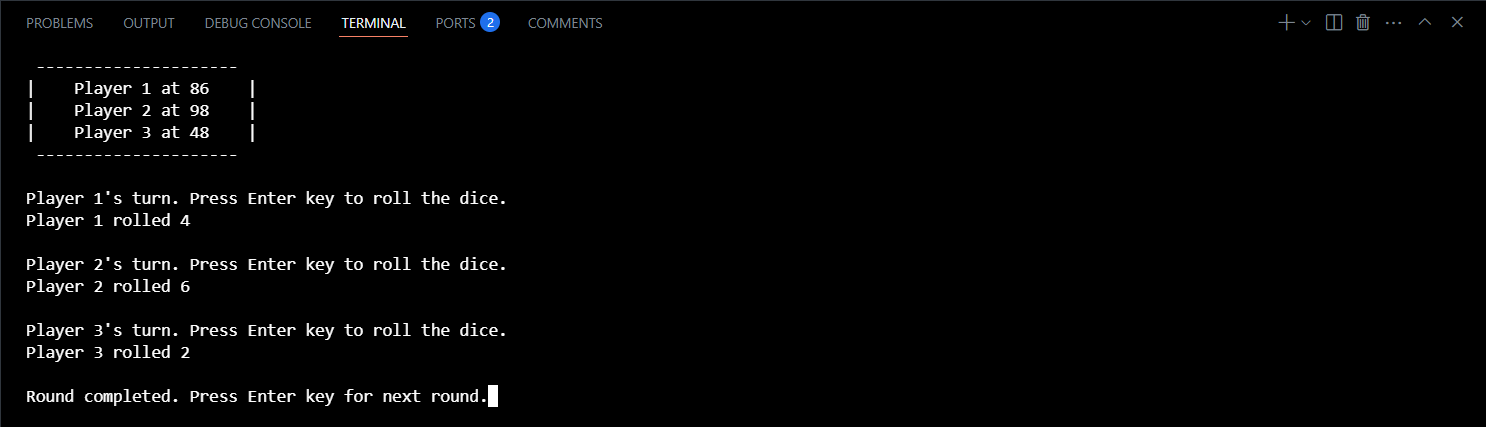 PROBLEMS OUTPUT DEBUG CONSOLE TERMINAL PORTS 2 COMMENTS
---------------------
| Player 1 at 86 |
| Player 2 at 98 |
| Player 3 at 48 |
---------------------
Player 1's turn. Press Enter key to roll the dice.
Player 1 rolled 4
Player 2's turn. Press Enter key to roll the dice.
Player 2 rolled 6
Player 3's turn. Press Enter key to roll the dice.
Player 3 rolled 2
Round completed. Press Enter key for next round.